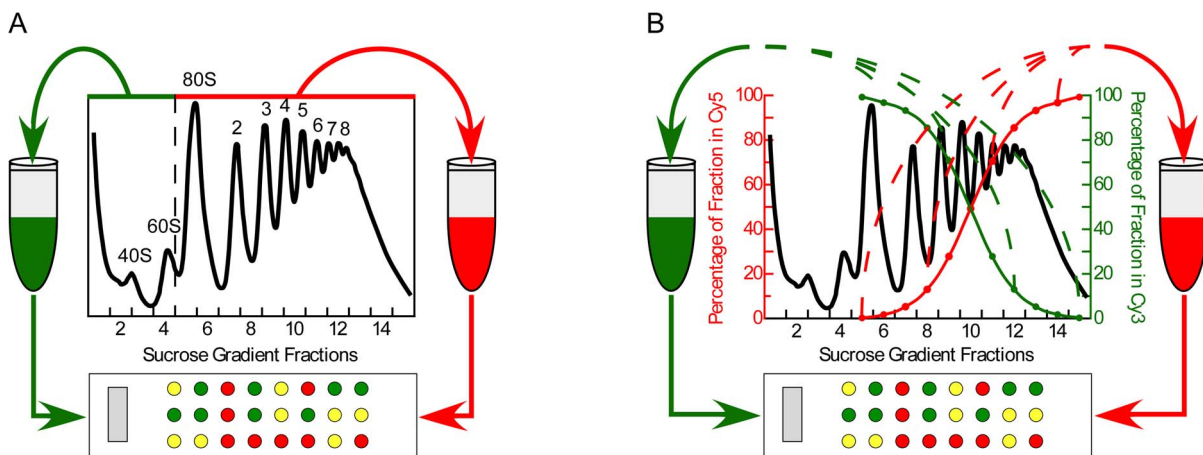 A
80S
2
3
4
5
6
7
8
60S
40S
2 4 6 8 10 12 14
Sucrose Gradient Fractions
B
Percentage of Fraction in Cy5
100
80
60
40
20
0
2 4 6 8 10 12 14
Sucrose Gradient Fractions
100
80
60
40
20
0
Percentage of Fraction in Cy3